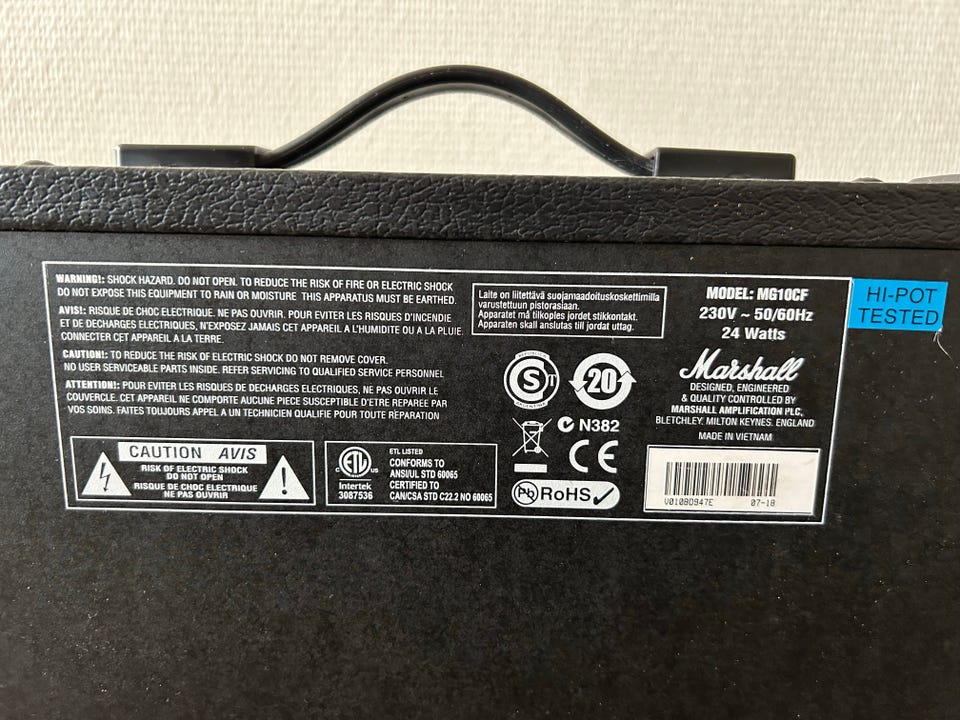 WARNING!: SHOCK HAZARD. DO NOT OPEN. TO REDUCE THE RISK OF FIRE OR ELECTRIC SHOCK
DO NOT EXPOSE THIS EQUIPMENT TO RAIN OR MOISTURE THIS APPARATUS MUST BE EARTHED.
AVIS!: RISQUE DE CHOC ELECTRIQUE. NE PAS OUVRIR. POUR EVITER LES RISQUES D'INCENDIE
ET DE DECHARGES ELECTRIQUES, N'EXPOSEZ JAMAIS CET APPAREIL A L'HUMIDITE OU A LA PLUIE.
CONNECTER CET APPAREIL A LA TERRE.
CAUTION!: TO REDUCE THE RISK OF ELECTRIC SHOCK DO NOT REMOVE COVER.
NO USER SERVICEABLE PARTS INSIDE. REFER SERVICING TO QUALIFIED SERVICE PERSONNEL
ATTENTION!: POUR EVITER LES RISQUES DE DECHARGES ELECTRIQUES, NE PAS OUVRIR LE
COUVERCLE. CET APPAREIL NE COMPORTE AUCUNE PIECE SUSCEPTIBLE D'ETRE REPAREE PAR
VOS SOINS. FAITES TOUJOURS APPEL A UN TECHNICIEN QUALIFIE POUR TOUTE RÉPARATION
CAUTION AVIS
RISK OF ELECTRIC SHOCK
DO NOT OPEN
RISQUE DE CHOC ELECTRIQUE
NE PAS OUVRIR
ETL
C US
Intertek
3087536
ETL LISTED
CONFORMS TO
ANSI/UL STD 60065
CERTIFIED TO
CAN/CSA STD C22.2 NO 60065
Laite on liitettävä suojamaadoituskoskettimilla
varustettuun pistorasiaan.
Apparatet må tilkoples jordet stikkontakt.
Apparaten skall anslutas till jordat uttag.
S T
20
N382
CE
Pb RoHS
MODEL: MG10CF
230V ~ 50/60Hz
24 Watts
Marshall
DESIGNED, ENGINEERED
& QUALITY CONTROLLED BY
MARSHALL AMPLIFICATION PLC,
BLETCHLEY, MILTON KEYNES. ENGLAND
MADE IN VIETNAM
V010BD947E 07-18
HI-POT
TESTED